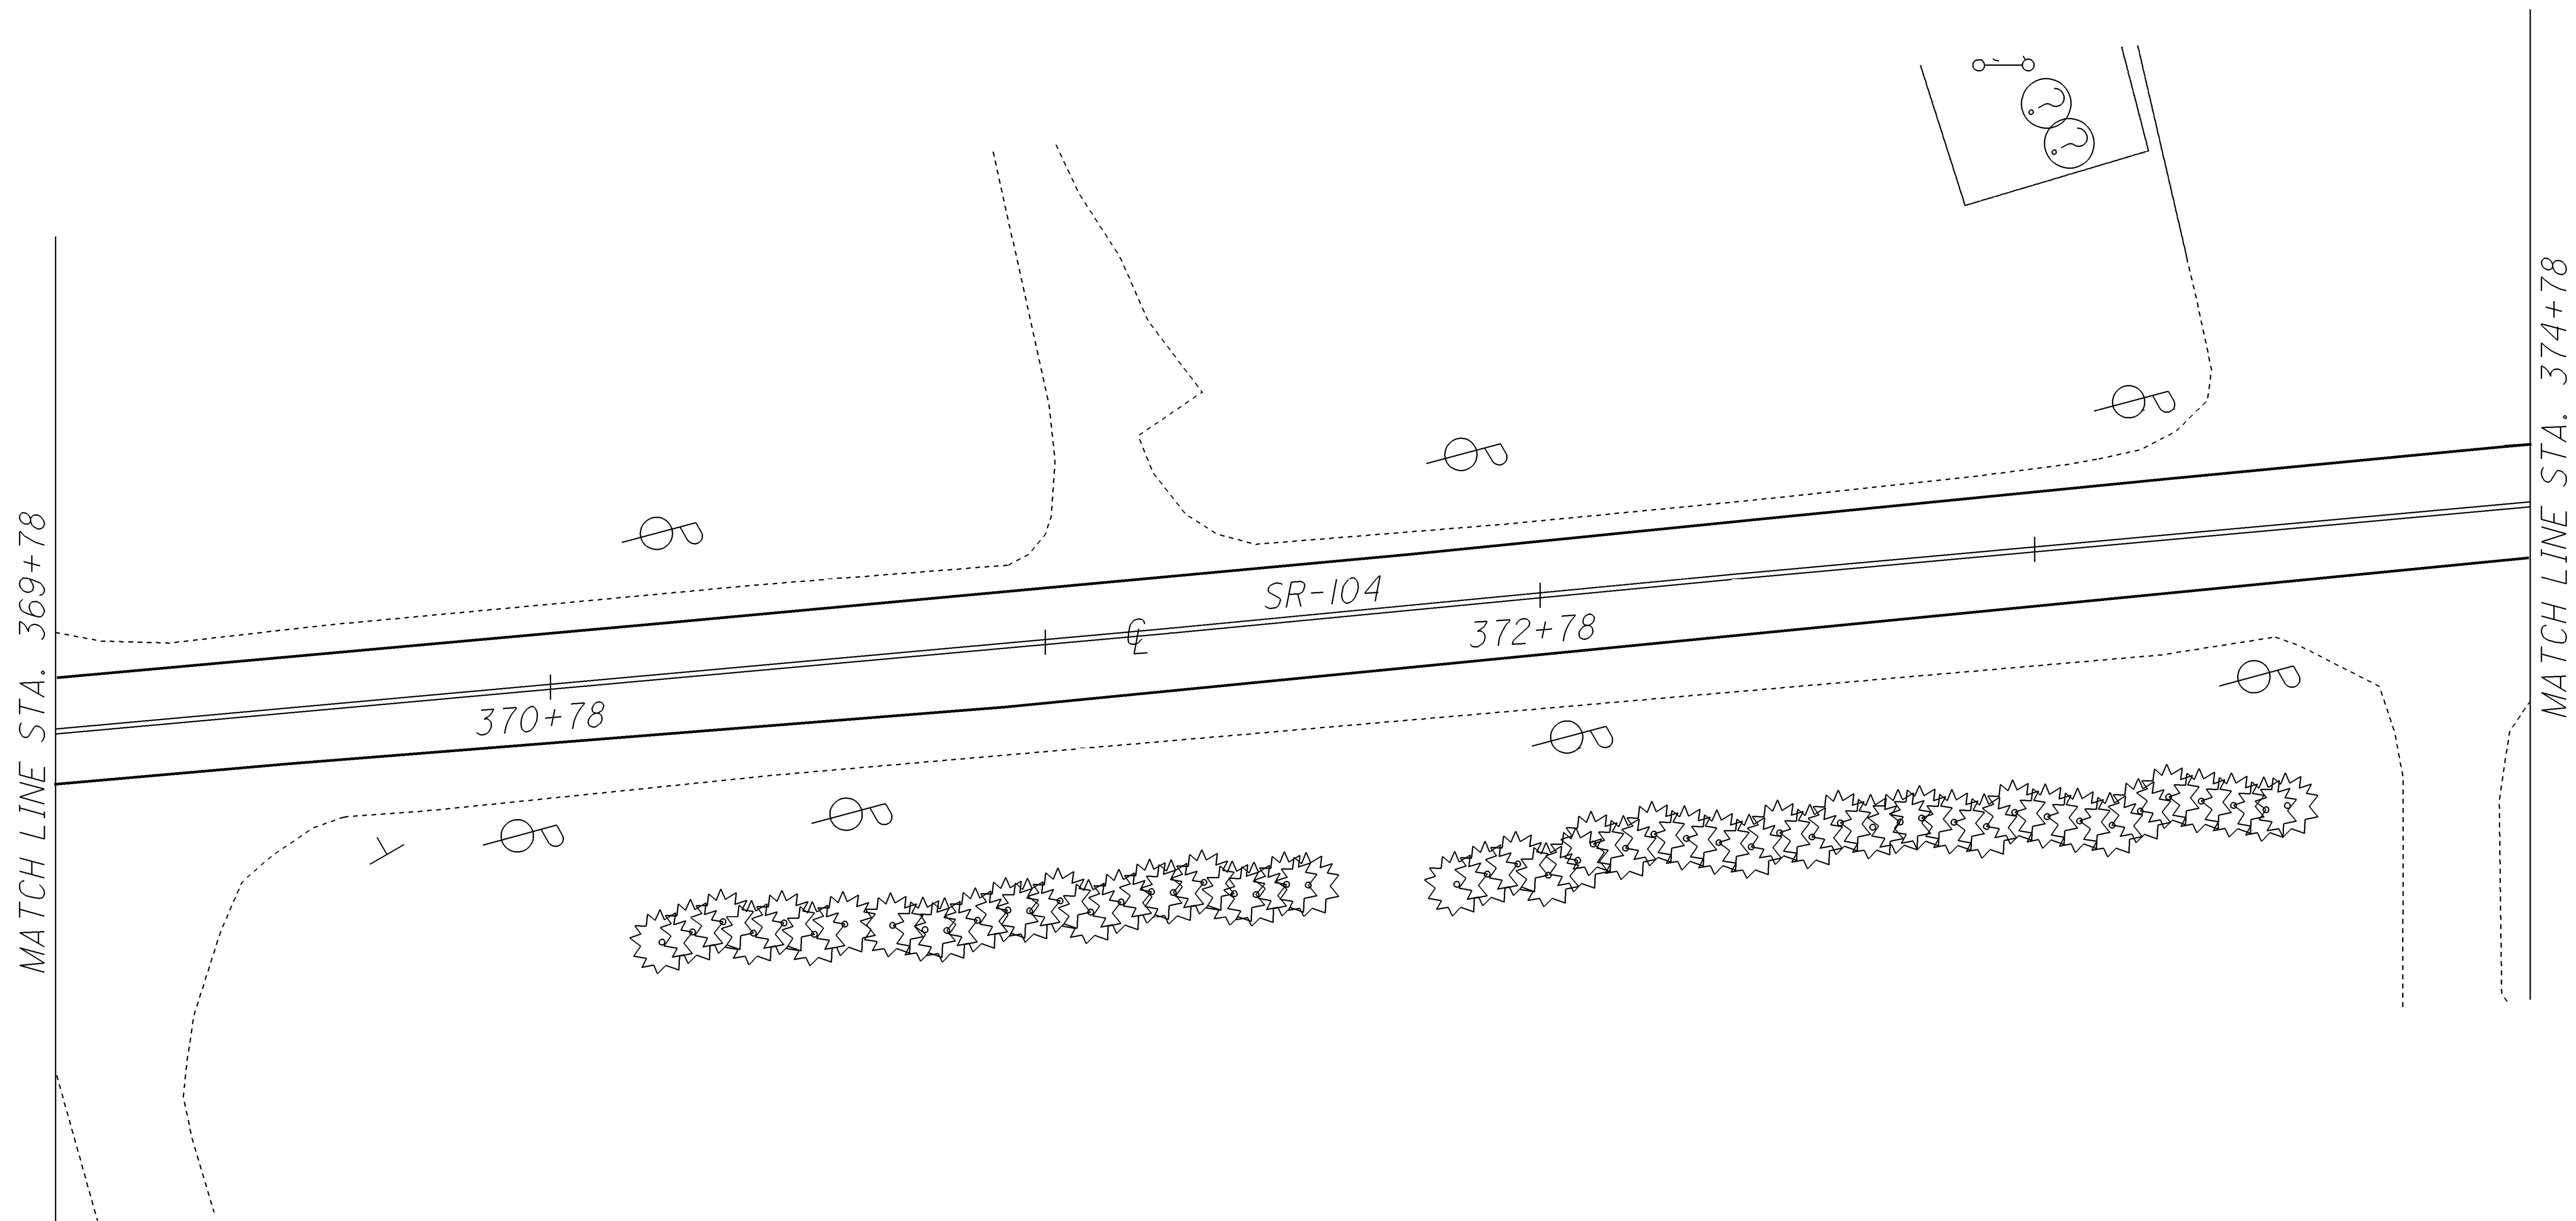 MATCH LINE STA. 369+78
370+78
℄
SR-104
372+78
MATCH LINE STA. 374+78